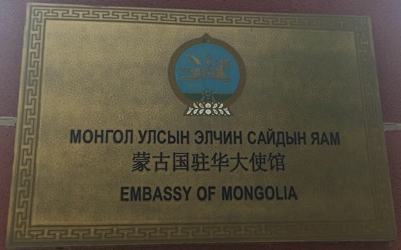 МОНГОЛ УЛСЫН ЭЛЧИН САЙДЫН ЯАМ
蒙古国驻华大使馆
EMBASSY OF MONGOLIA